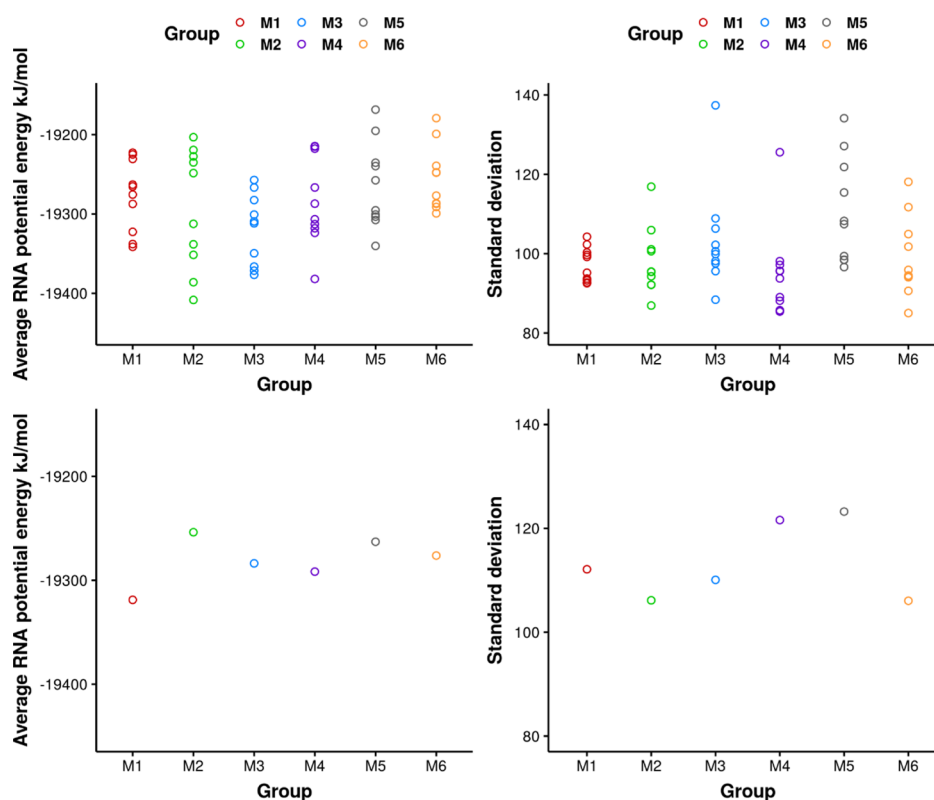 Group M1 M3 M5
M2 M4 M6
Average RNA potential energy kJ/mol
-19200
-19300
-19400
M1 M2 M3 M4 M5 M6
Group
Group M1 M3 M5
M2 M4 M6
Standard deviation
140
120
100
80
M1 M2 M3 M4 M5 M6
Group
Average RNA potential energy kJ/mol
-19200
-19300
-19400
M1 M2 M3 M4 M5 M6
Group
Standard deviation
140
120
100
80
M1 M2 M3 M4 M5 M6
Group